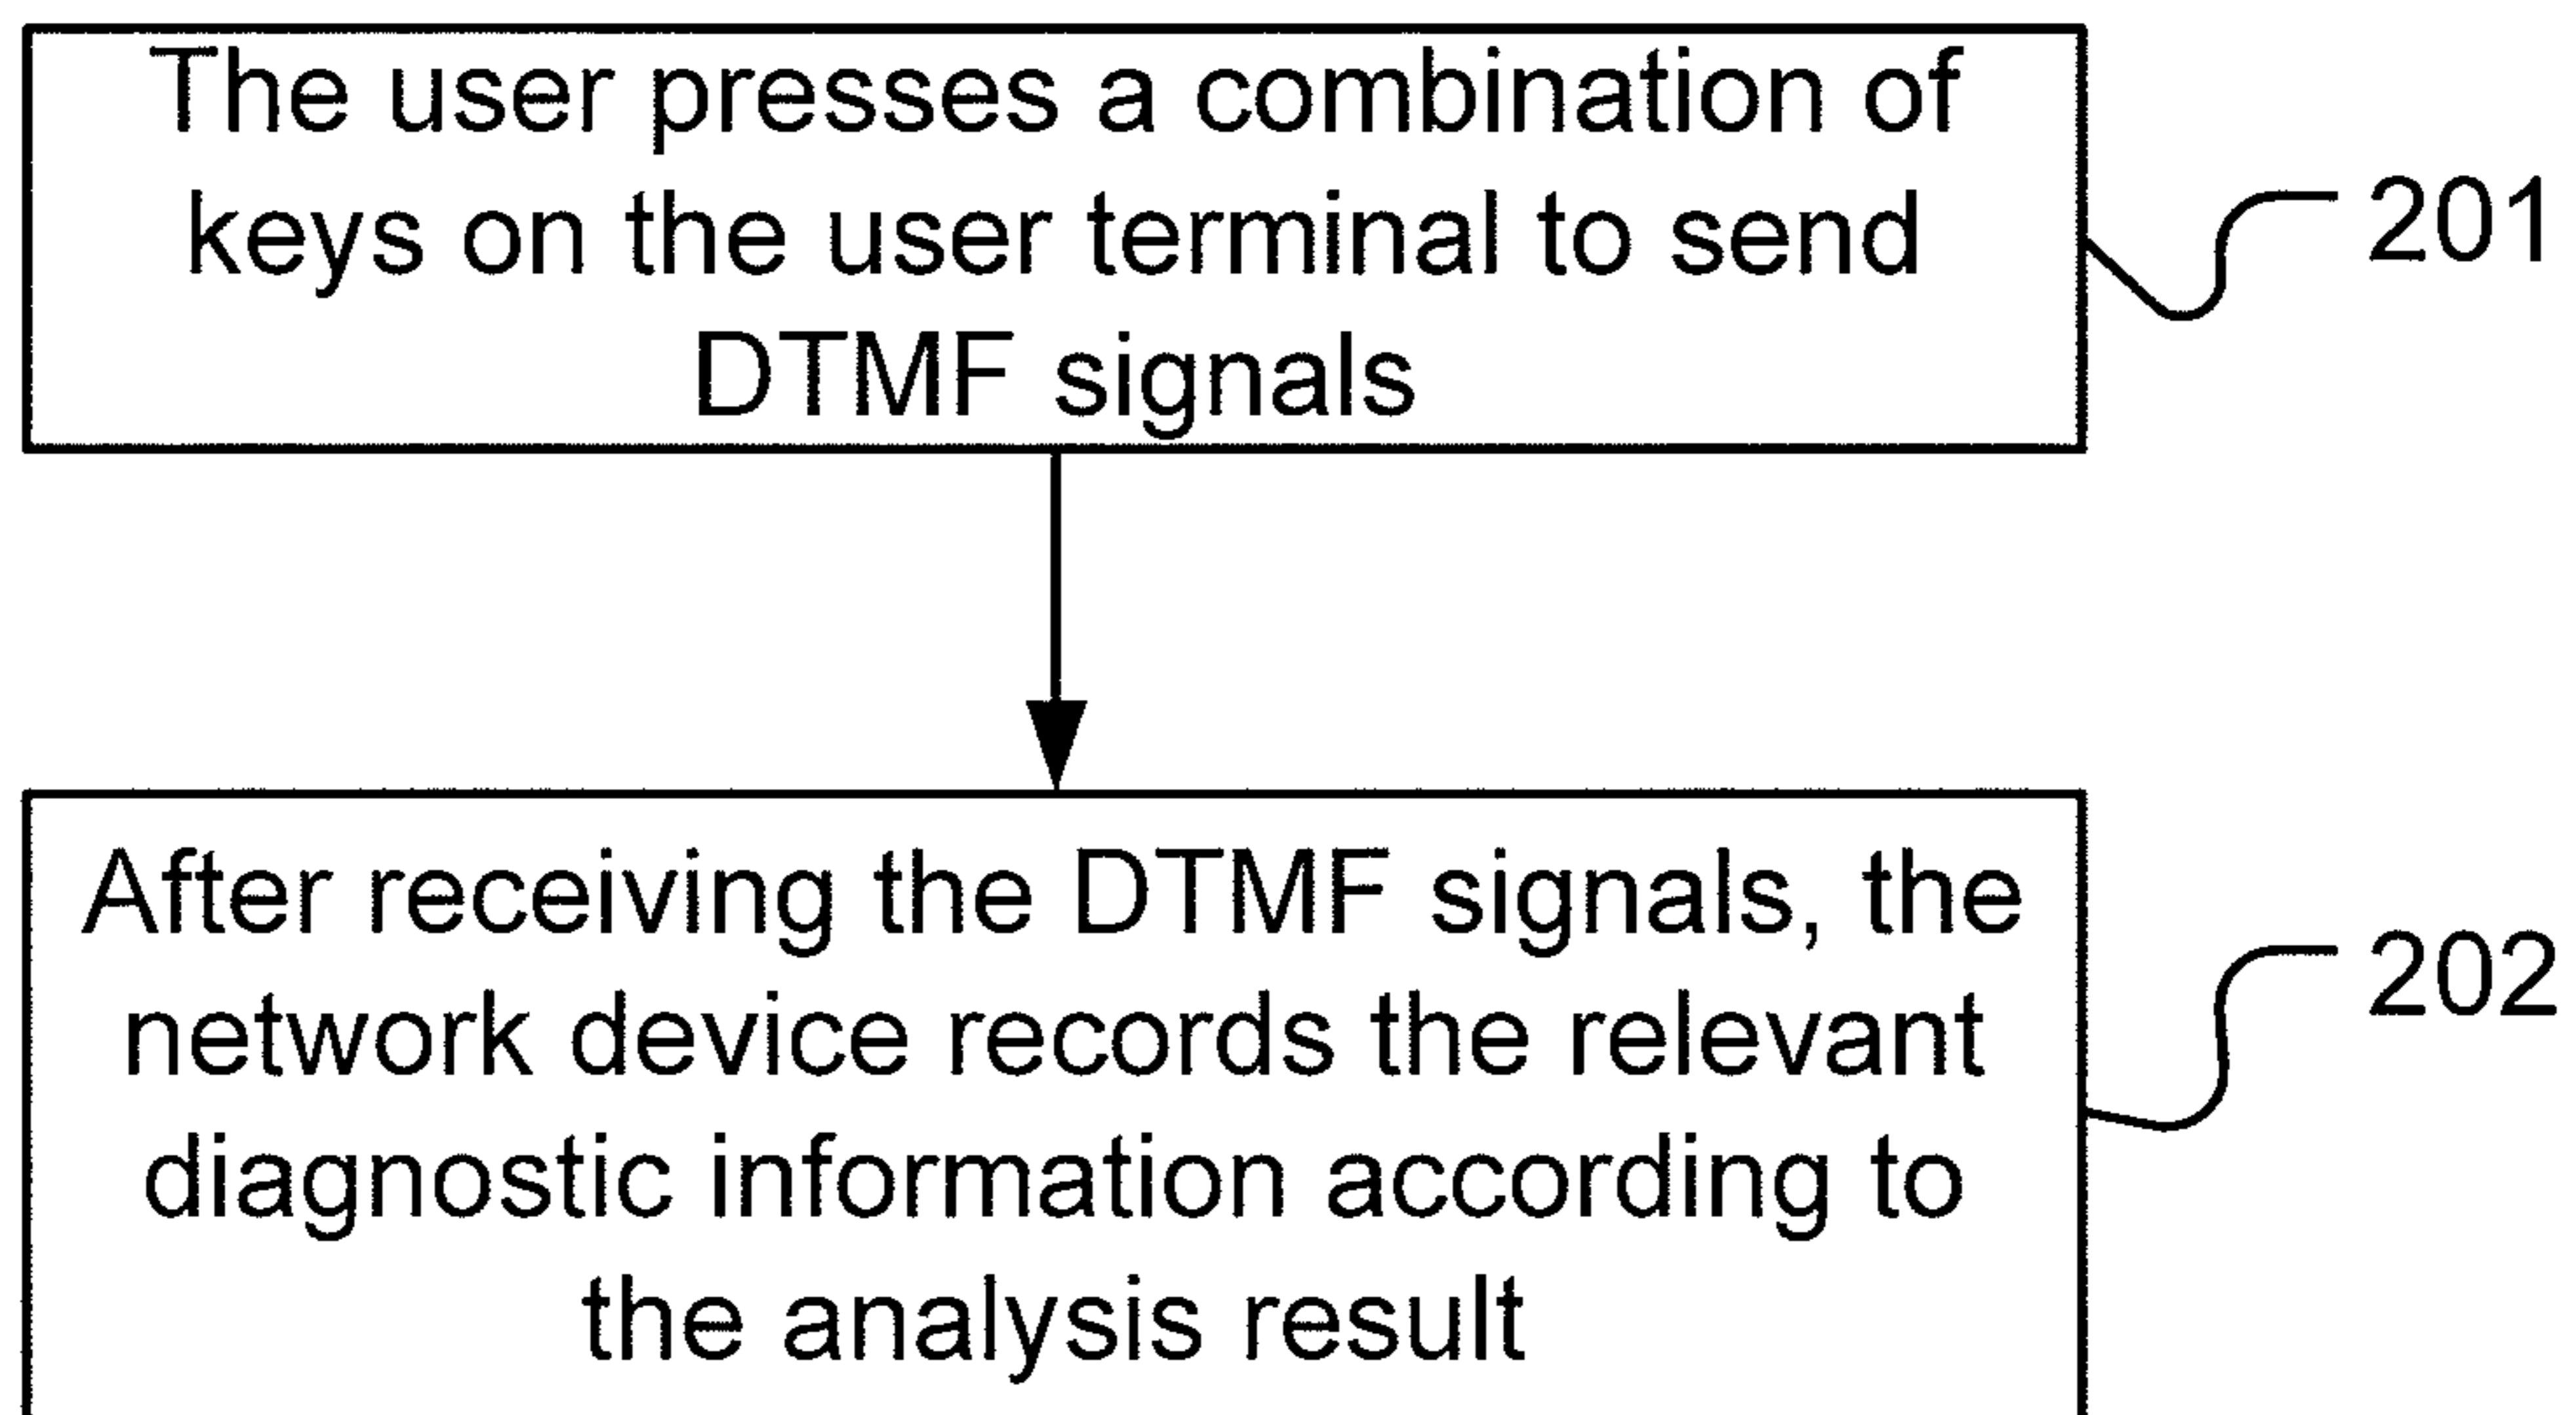 The user presses a combination of
keys on the user terminal to send
DTMF signals
201
After receiving the DTMF signals, the
network device records the relevant
diagnostic information according to
the analysis result
202